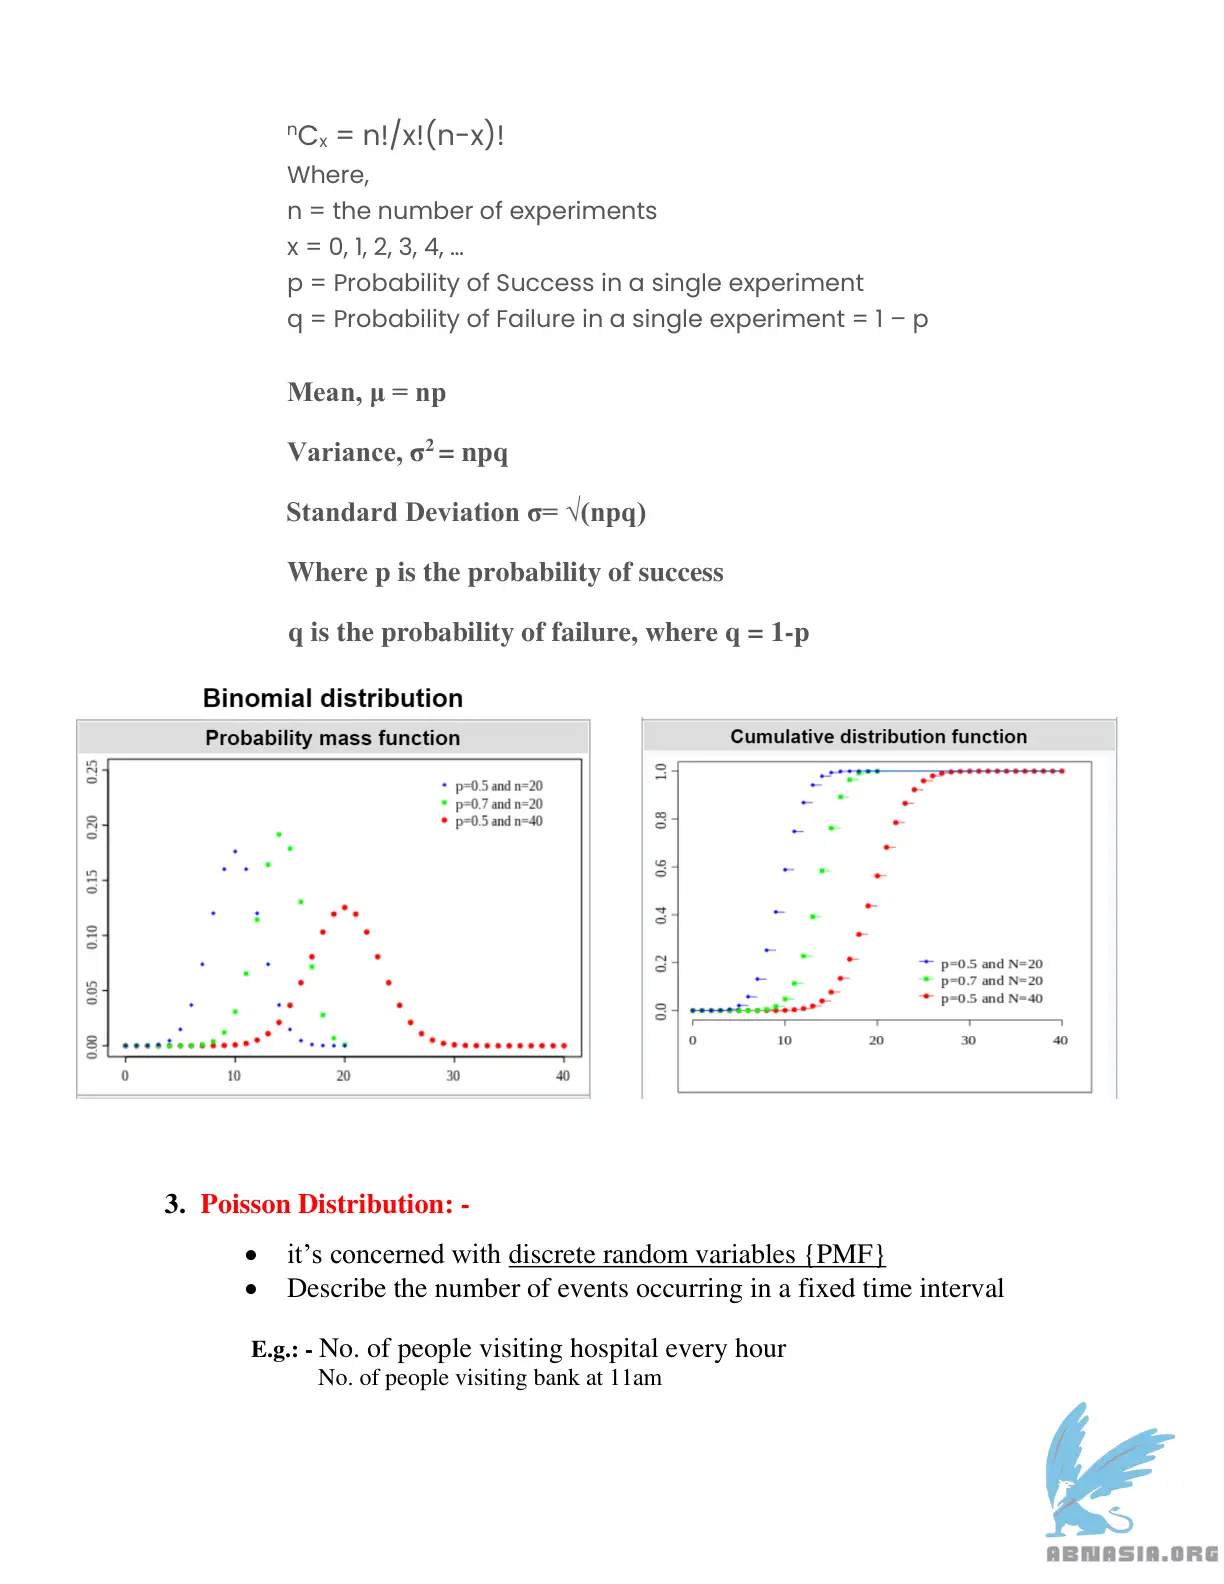 ⁿCₓ = n!/x!(n-x)!
Where,
n = the number of experiments
x = 0, 1, 2, 3, 4, …
p = Probability of Success in a single experiment
q = Probability of Failure in a single experiment = 1 – p
Mean, μ = np
Variance, σ² = npq
Standard Deviation σ= √(npq)
Where p is the probability of success
q is the probability of failure, where q = 1-p
Binomial distribution
Probability mass function
0.25
0.20
0.15
0.10
0.05
0.00
p=0.5 and n=20
p=0.7 and n=20
p=0.5 and n=40
0 10 20 30 40
Cumulative distribution function
1.0
0.8
0.6
0.4
0.2
0.0
p=0.5 and N=20
p=0.7 and N=20
p=0.5 and N=40
0 10 20 30 40
3. Poisson Distribution: -
• it’s concerned with discrete random variables {PMF}
• Describe the number of events occurring in a fixed time interval
E.g.: - No. of people visiting hospital every hour
No. of people visiting bank at 11am
ABNASIA.ORG